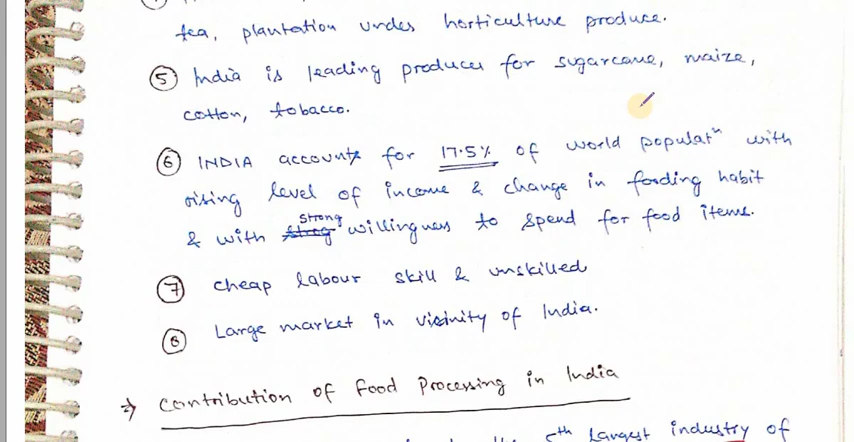 tea, plantation under horticulture produce.
⑤ India is leading producer for sugarcane, maize,
cotton, tobacco.
⑥ INDIA accounts for 17.5% of world populatⁿ with
rising level of income & change in fooding habit
strong
& with willingness to spend for food items.
⑦ cheap labour skill & unskilled
⑧ Large market in vicinity of India.
⇒ Contribution of Food Processing in India
5th largest industry of